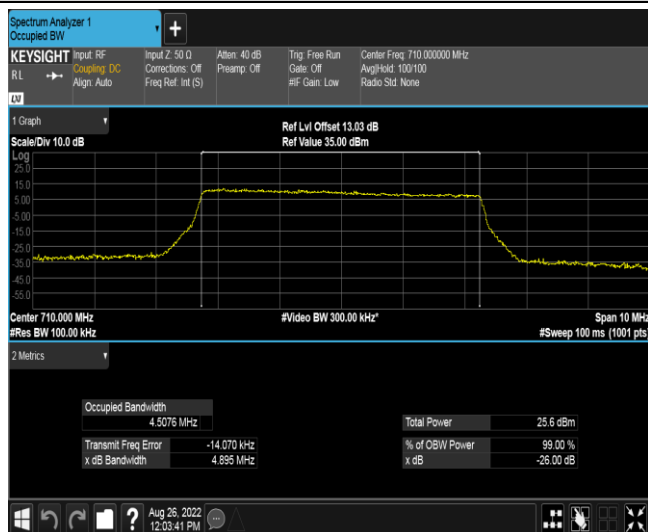 Spectrum Analyzer 1
Occupied BW
KEYSIGHT Input: RF Input Z: 50 Ω Atten: 40 dB Trig: Free Run Center Freq: 710.000000 MHz
RL Coupling: DC Corrections: Off Preamp: Off Gate: Off Avg|Hold: 100/100
Align: Auto Freq Ref: Int (S) #IF Gain: Low Radio Std: None
LXI
1 Graph
Ref Lvl Offset 13.03 dB
Scale/Div 10.0 dB Ref Value 35.00 dBm
Log
25.0
15.0
5.00
-5.00
-15.0
-25.0
-35.0
-45.0
-55.0
Center 710.000 MHz #Video BW 300.00 kHz* Span 10 MHz
#Res BW 100.00 kHz #Sweep 100 ms (1001 pts)
2 Metrics
Occupied Bandwidth
4.5076 MHz Total Power 25.6 dBm
Transmit Freq Error -14.070 kHz % of OBW Power 99.00 %
x dB Bandwidth 4.895 MHz x dB -26.00 dB
? Aug 26, 2022
12:03:41 PM